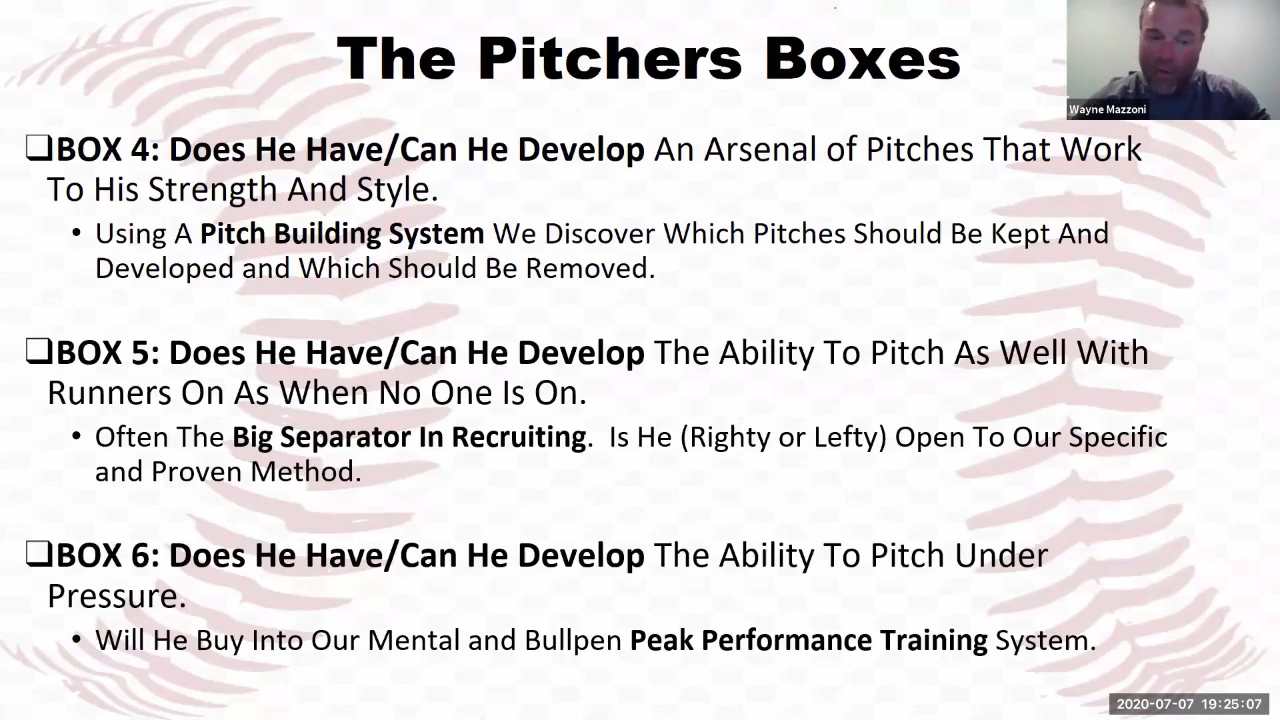 The Pitchers Boxes
Wayne Mazzoni
❑BOX 4: Does He Have/Can He Develop An Arsenal of Pitches That Work
To His Strength And Style.
• Using A Pitch Building System We Discover Which Pitches Should Be Kept And
Developed and Which Should Be Removed.
❑BOX 5: Does He Have/Can He Develop The Ability To Pitch As Well With
Runners On As When No One Is On.
• Often The Big Separator In Recruiting.  Is He (Righty or Lefty) Open To Our Specific
and Proven Method.
❑BOX 6: Does He Have/Can He Develop The Ability To Pitch Under
Pressure.
• Will He Buy Into Our Mental and Bullpen Peak Performance Training System.
2020-07-07 19:25:07